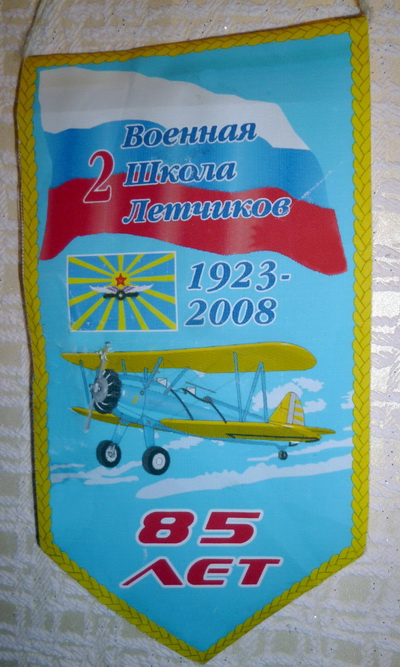 Военная
2 Школа
Летчиков
1923-
2008
85
ЛЕТ